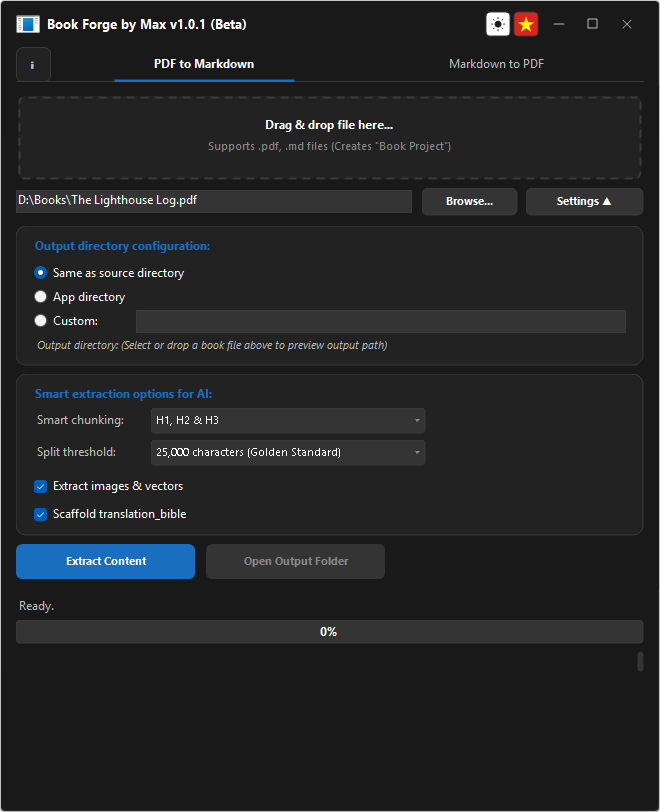 Book Forge by Max v1.0.1 (Beta)
i
PDF to Markdown
Markdown to PDF
Drag & drop file here...
Supports .pdf, .md files (Creates "Book Project")
D:\Books\The Lighthouse Log.pdf
Browse...
Settings ▲
Output directory configuration:
Same as source directory
App directory
Custom:
Output directory: (Select or drop a book file above to preview output path)
Smart extraction options for AI:
Smart chunking:
H1, H2 & H3
Split threshold:
25,000 characters (Golden Standard)
Extract images & vectors
Scaffold translation_bible
Extract Content
Open Output Folder
Ready.
0%